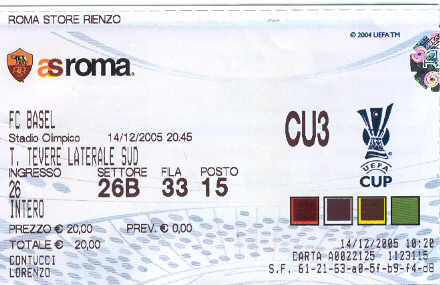 ROMA STORE RIENZO
© 2004 UEFA TM
asroma.
FC BASEL
Stadio Olimpico 14/12/2005 20.45
CU3
T. TEVERE LATERALE SUD
INGRESSO SETTORE FLA POSTO
26 26B 33 15
UEFA
CUP
INTERO
PREZZO € 20,00 PREV. € 0,00
TOTALE € 20,00
14/12/2005 10:20
CONTUCCI
CARTA A0022125 1123115
LORENZO
S.F. 61-21-53-a0-5f-b9-f4-d8